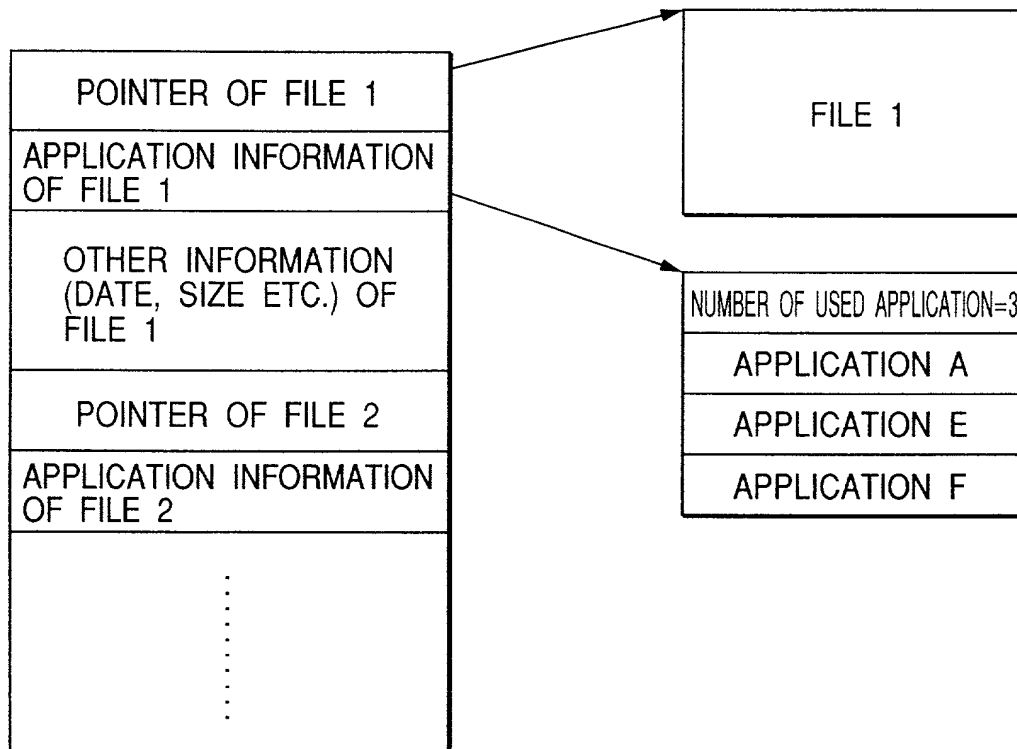 POINTER OF FILE 1
APPLICATION INFORMATION
OF FILE 1
OTHER INFORMATION
(DATE, SIZE ETC.) OF
FILE 1
POINTER OF FILE 2
APPLICATION INFORMATION
OF FILE 2
FILE 1
NUMBER OF USED APPLICATION=3
APPLICATION A
APPLICATION E
APPLICATION F